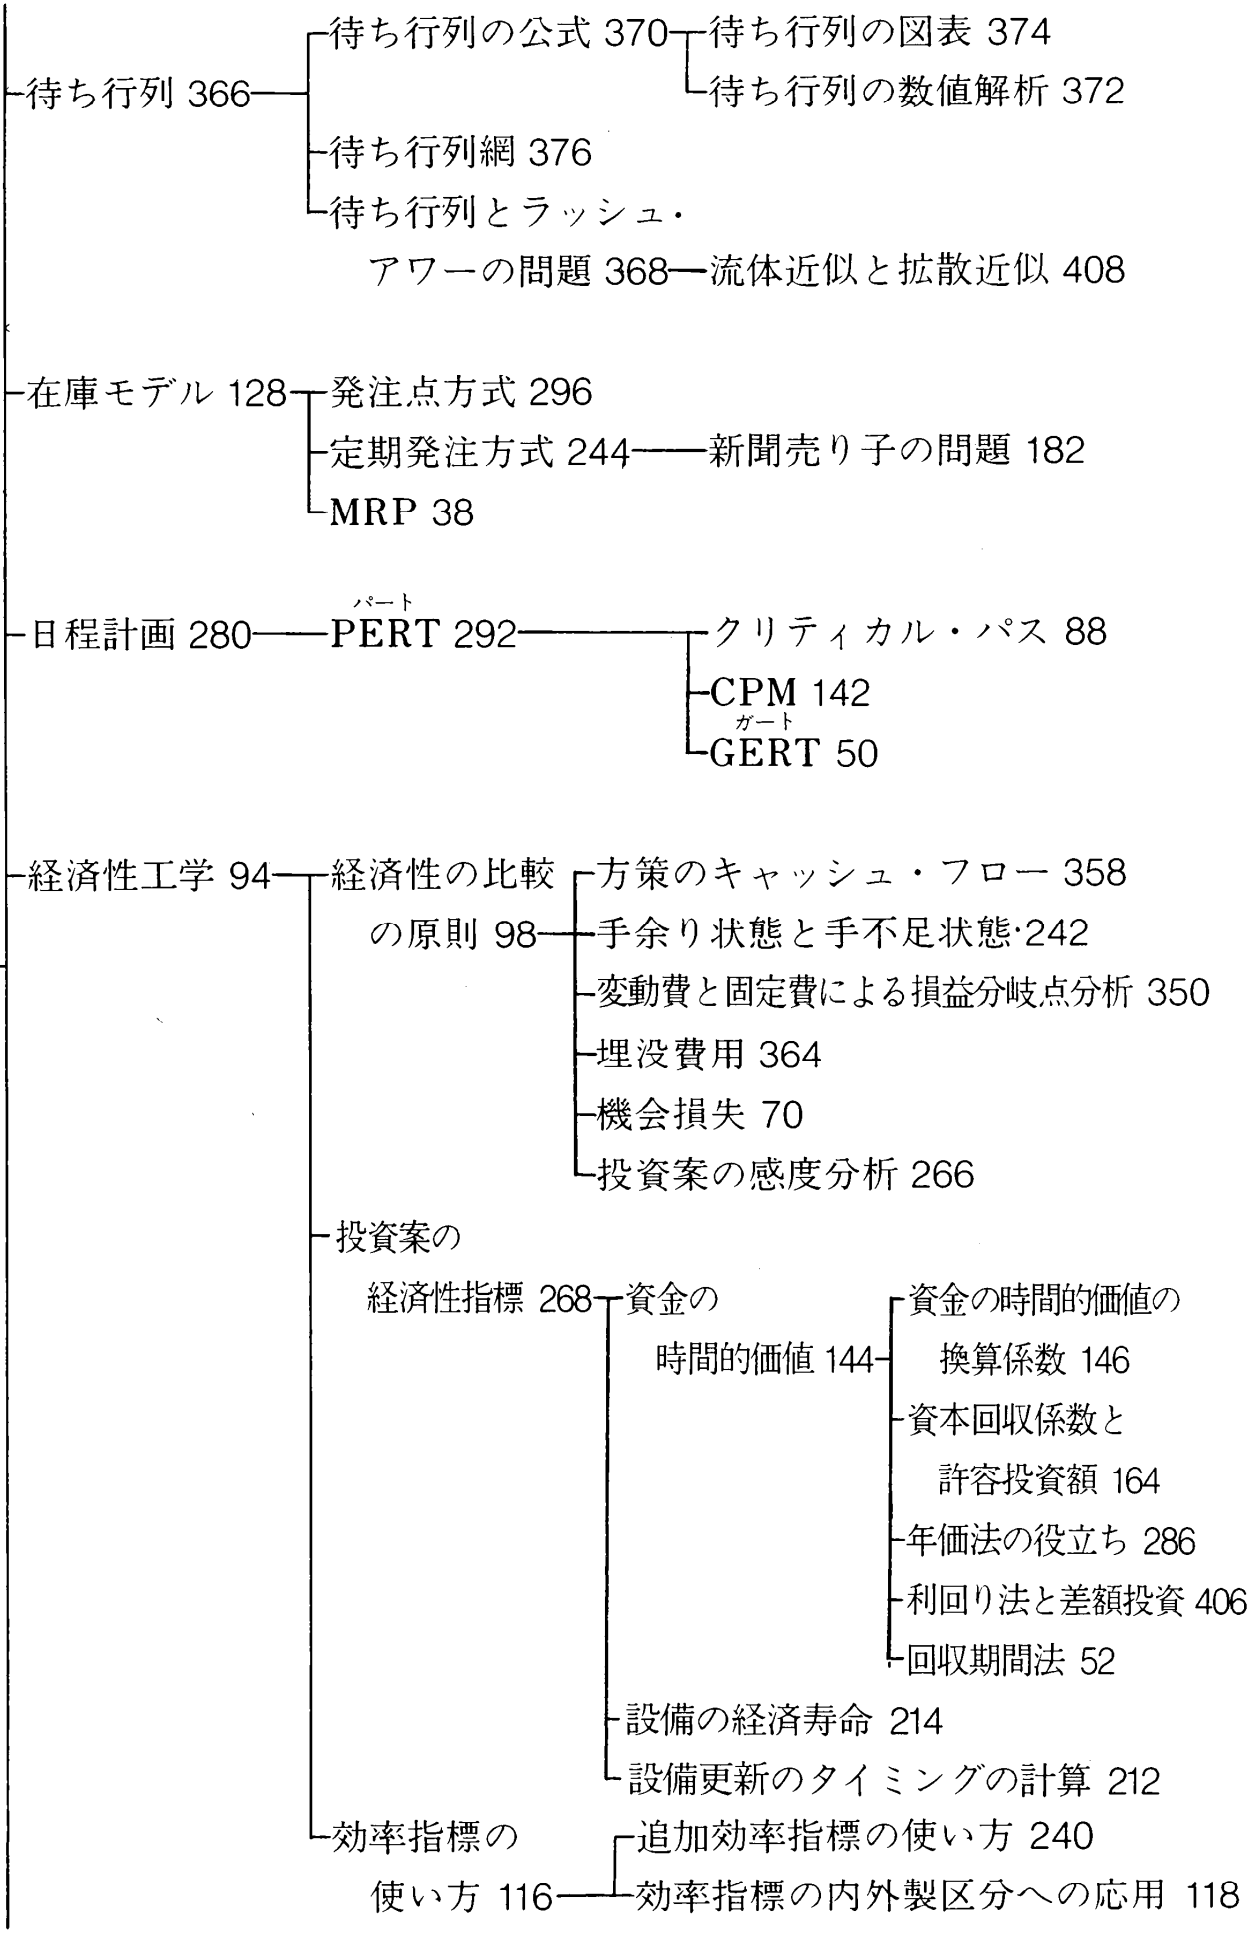 待ち行列の公式 370 待ち行列の図表 374
待ち行列 366 待ち行列の数値解析 372
待ち行列網 376
待ち行列とラッシュ・
アワーの問題 368 流体近似と拡散近似 408
在庫モデル 128 発注点方式 296
定期発注方式 244 新聞売り子の問題 182
MRP 38
パート
日程計画 280 PERT 292 クリティカル・パス 88
CPM 142
ガート
GERT 50
経済性工学 94 経済性の比較 方策のキャッシュ・フロー 358
の原則 98 手余り状態と手不足状態 242
変動費と固定費による損益分岐点分析 350
埋没費用 364
機会損失 70
投資案の感度分析 266
投資案の
経済性指標 268 資金の 資金の時間的価値の
時間的価値 144 換算係数 146
資本回収係数と
許容投資額 164
年価法の役立ち 286
利回り法と差額投資 406
回収期間法 52
設備の経済寿命 214
設備更新のタイミングの計算 212
効率指標の 追加効率指標の使い方 240
使い方 116 効率指標の内外製区分への応用 118